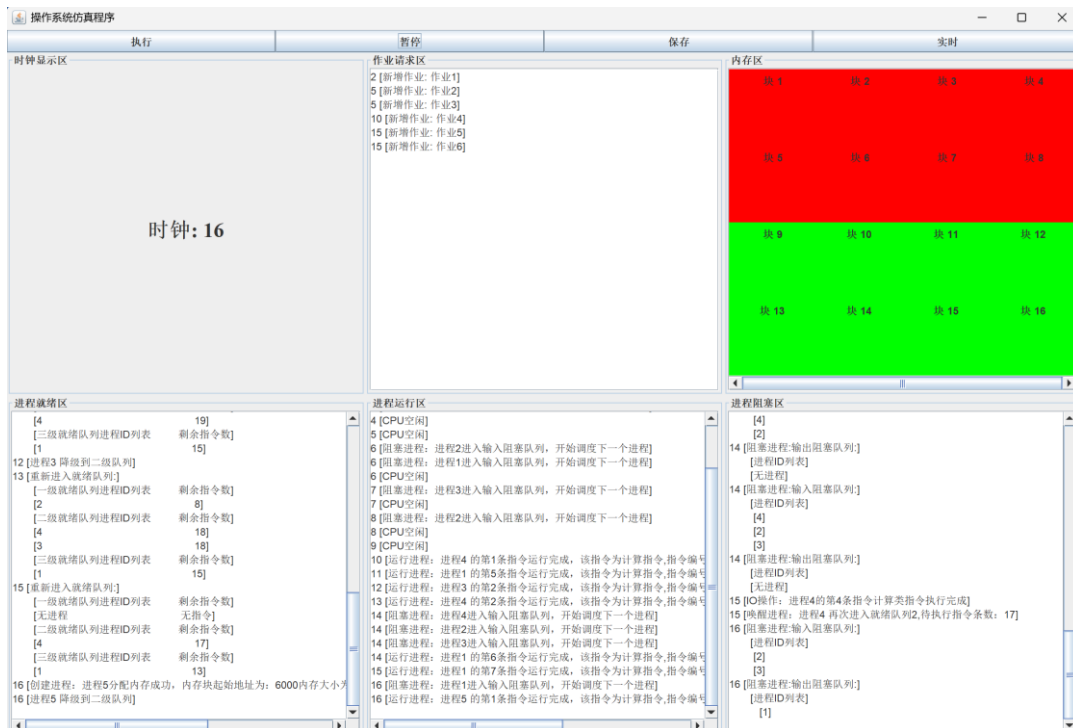 操作系统仿真程序
执行
暂停
保存
实时
时钟显示区
时钟: 16
作业请求区
2 [新增作业: 作业1]
5 [新增作业: 作业2]
5 [新增作业: 作业3]
10 [新增作业: 作业4]
15 [新增作业: 作业5]
15 [新增作业: 作业6]
内存区
块 1 块 2 块 3 块 4
块 5 块 6 块 7 块 8
块 9 块 10 块 11 块 12
块 13 块 14 块 15 块 16
进程就绪区
[4 19]
[三级就绪队列进程ID列表 剩余指令数]
[1 15]
12 [进程3 降级到二级队列]
13 [重新进入就绪队列:]
[一级就绪队列进程ID列表 剩余指令数]
[2 8]
[二级就绪队列进程ID列表 剩余指令数]
[4 18]
[3 18]
[三级就绪队列进程ID列表 剩余指令数]
[1 15]
15 [重新进入就绪队列:]
[一级就绪队列进程ID列表 剩余指令数]
[无进程 无指令]
[二级就绪队列进程ID列表 剩余指令数]
[4 17]
[三级就绪队列进程ID列表 剩余指令数]
[1 13]
16 [创建进程：进程5分配内存成功，内存块起始地址为：6000内存大小为
16 [进程5 降级到二级队列]
进程运行区
4 [CPU空闲]
5 [CPU空闲]
6 [阻塞进程：进程2进入输入阻塞队列，开始调度下一个进程]
6 [阻塞进程：进程1进入输入阻塞队列，开始调度下一个进程]
6 [CPU空闲]
7 [阻塞进程：进程3进入输入阻塞队列，开始调度下一个进程]
7 [CPU空闲]
8 [阻塞进程：进程2进入输入阻塞队列，开始调度下一个进程]
8 [CPU空闲]
9 [CPU空闲]
10 [运行进程：进程4 的第1条指令运行完成，该指令为计算指令,指令编号
11 [运行进程：进程1 的第5条指令运行完成，该指令为计算指令,指令编号
12 [运行进程：进程3 的第2条指令运行完成，该指令为计算指令,指令编号
13 [运行进程：进程4 的第2条指令运行完成，该指令为计算指令,指令编号
14 [阻塞进程：进程4进入输入阻塞队列，开始调度下一个进程]
14 [阻塞进程：进程2进入输入阻塞队列，开始调度下一个进程]
14 [阻塞进程：进程3进入输入阻塞队列，开始调度下一个进程]
14 [运行进程：进程1 的第6条指令运行完成，该指令为计算指令,指令编号
15 [运行进程：进程1 的第7条指令运行完成，该指令为计算指令,指令编号
16 [阻塞进程：进程1进入输入阻塞队列，开始调度下一个进程]
16 [运行进程：进程5 的第1条指令运行完成，该指令为计算指令,指令编号
进程阻塞区
[4]
[2]
14 [阻塞进程:输出阻塞队列:]
[进程ID列表]
[无进程]
14 [阻塞进程:输入阻塞队列:]
[进程ID列表]
[4]
[2]
[3]
14 [阻塞进程:输出阻塞队列:]
[进程ID列表]
[无进程]
15 [IO操作：进程4的第4条指令计算类指令执行完成]
15 [唤醒进程：进程4 再次进入就绪队列2,待执行指令条数：17]
16 [阻塞进程:输入阻塞队列:]
[进程ID列表]
[2]
[3]
16 [阻塞进程:输出阻塞队列:]
[进程ID列表]
[1]